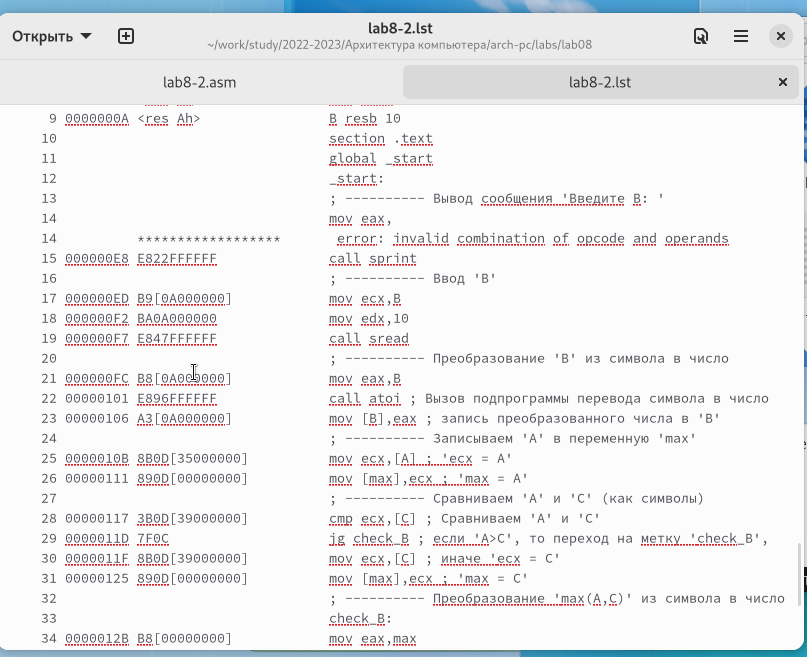 Открыть
lab8-2.lst
~/work/study/2022-2023/Архитектура компьютера/arch-pc/labs/lab08
lab8-2.asm
lab8-2.lst
9 0000000A <res Ah> B resb 10
10 section .text
11 global _start
12 _start:
13 ; ---------- Вывод сообщения 'Введите B: '
14 mov eax,
14 ****************** error: invalid combination of opcode and operands
15 000000E8 E822FFFFFF call sprint
16 ; ---------- Ввод 'B'
17 000000ED B9[0A000000] mov ecx,B
18 000000F2 BA0A000000 mov edx,10
19 000000F7 E847FFFFFF call sread
20 ; ---------- Преобразование 'B' из символа в число
21 000000FC B8[0A000000] mov eax,B
22 00000101 E896FFFFFF call atoi ; Вызов подпрограммы перевода символа в число
23 00000106 A3[0A000000] mov [B],eax ; запись преобразованного числа в 'B'
24 ; ---------- Записываем 'A' в переменную 'max'
25 0000010B 8B0D[35000000] mov ecx,[A] ; 'ecx = A'
26 00000111 890D[00000000] mov [max],ecx ; 'max = A'
27 ; ---------- Сравниваем 'A' и 'С' (как символы)
28 00000117 3B0D[39000000] cmp ecx,[C] ; Сравниваем 'A' и 'С'
29 0000011D 7F0C jg check_B ; если 'A>C', то переход на метку 'check_B',
30 0000011F 8B0D[39000000] mov ecx,[C] ; иначе 'ecx = C'
31 00000125 890D[00000000] mov [max],ecx ; 'max = C'
32 ; ---------- Преобразование 'max(A,C)' из символа в число
33 check_B:
34 0000012B B8[00000000] mov eax,max